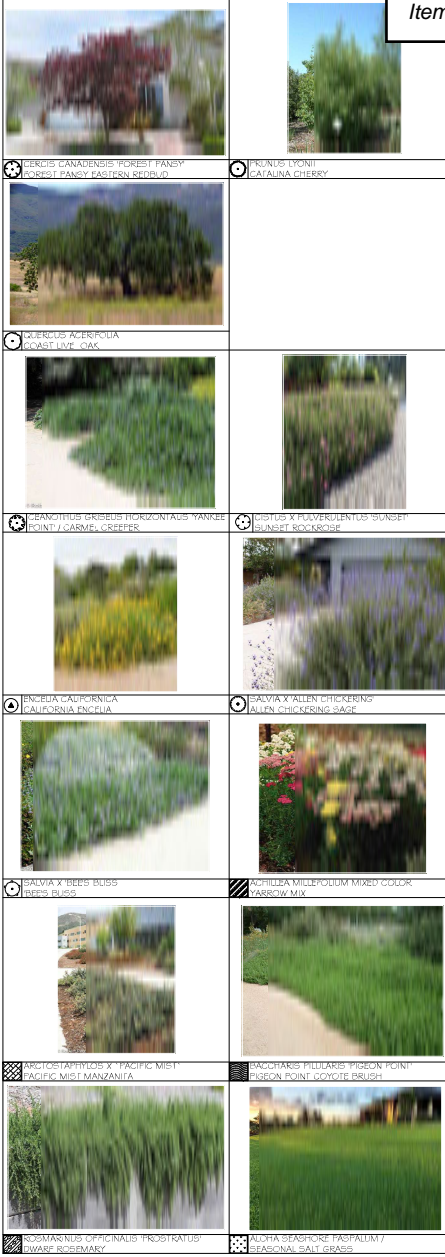 Item
CERCIS CANADENSIS 'FOREST PANSY'
FOREST PANSY EASTERN REDBUD
PRUNUS LYONII
CATALINA CHERRY
QUERCUS ACERIFOLIA
COAST LIVE OAK
CEANOTHUS GRISEUS HORIZONTALIS 'YANKEE
POINT' / CARMEL CREEPER
CISTUS X PULVERULENTUS 'SUNSET'
SUNSET ROCKROSE
ENCELIA CALIFORNICA
CALIFORNIA ENCELIA
SALVIA X 'ALLEN CHICKERING'
ALLEN CHICKERING SAGE
SALVIA X 'BEE'S BLISS
'BEE'S BLISS
ACHILLEA MILLEFOLIUM MIXED COLOR
YARROW MIX
ARCTOSTAPHYLOS X ' PACIFIC MIST'
PACIFIC MIST MANZANITA
BACCHARIS PILULARIS 'PIGEON POINT'
PIGEON POINT COYOTE BRUSH
ROSMARINUS OFFICINALIS 'PROSTRATUS'
DWARF ROSEMARY
ALOHA SEASHORE PASPALUM /
SEASONAL SALT GRASS